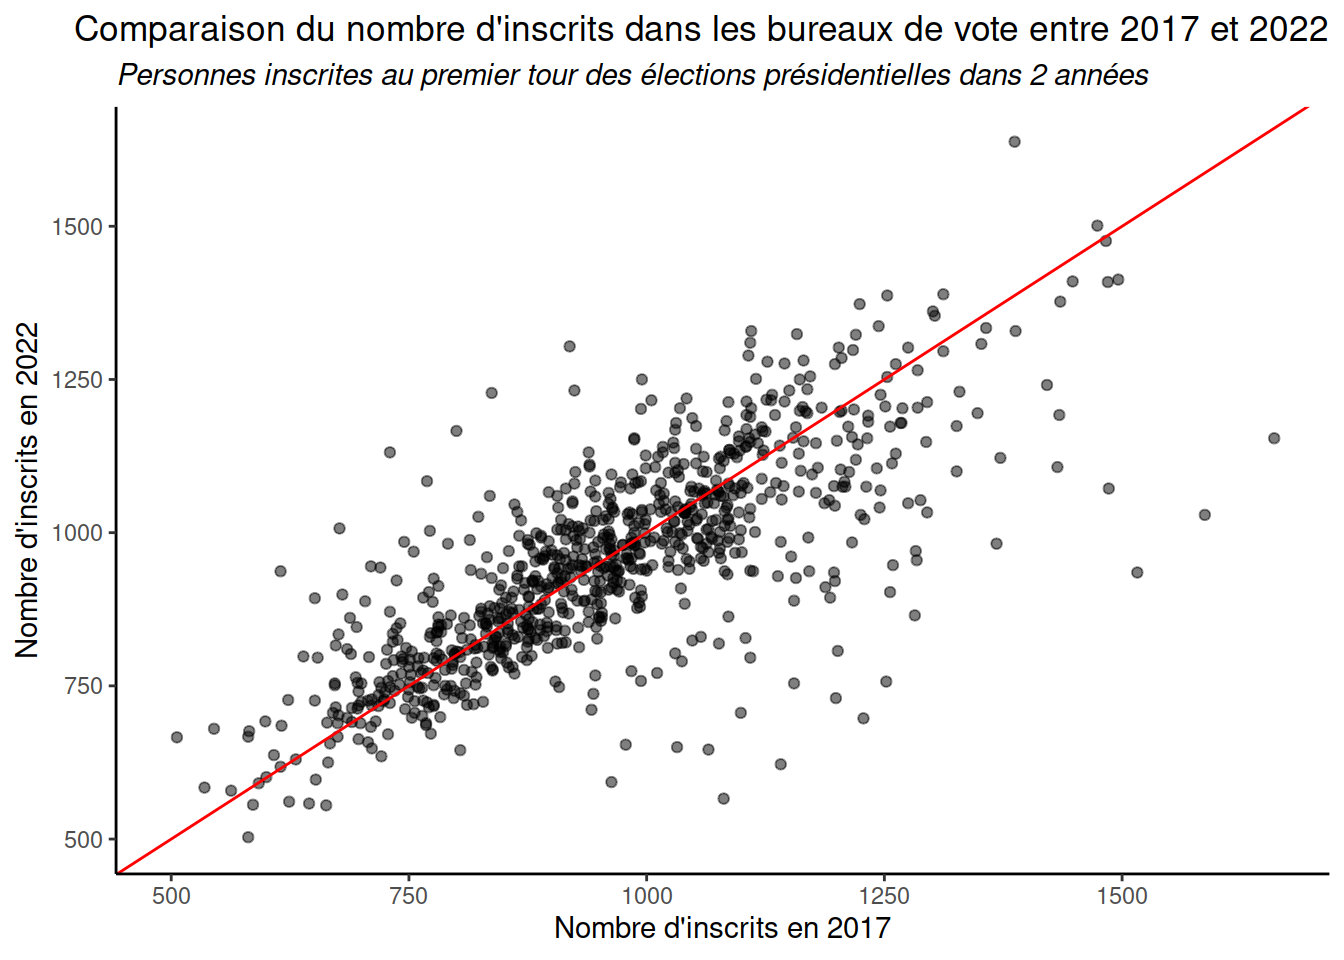 Comparaison du nombre d'inscrits dans les bureaux de vote entre 2017 et 2022
Personnes inscrites au premier tour des élections présidentielles dans 2 années
Nombre d'inscrits en 2022
1500
1250
1000
750
500
500 750 1000 1250 1500
Nombre d'inscrits en 2017